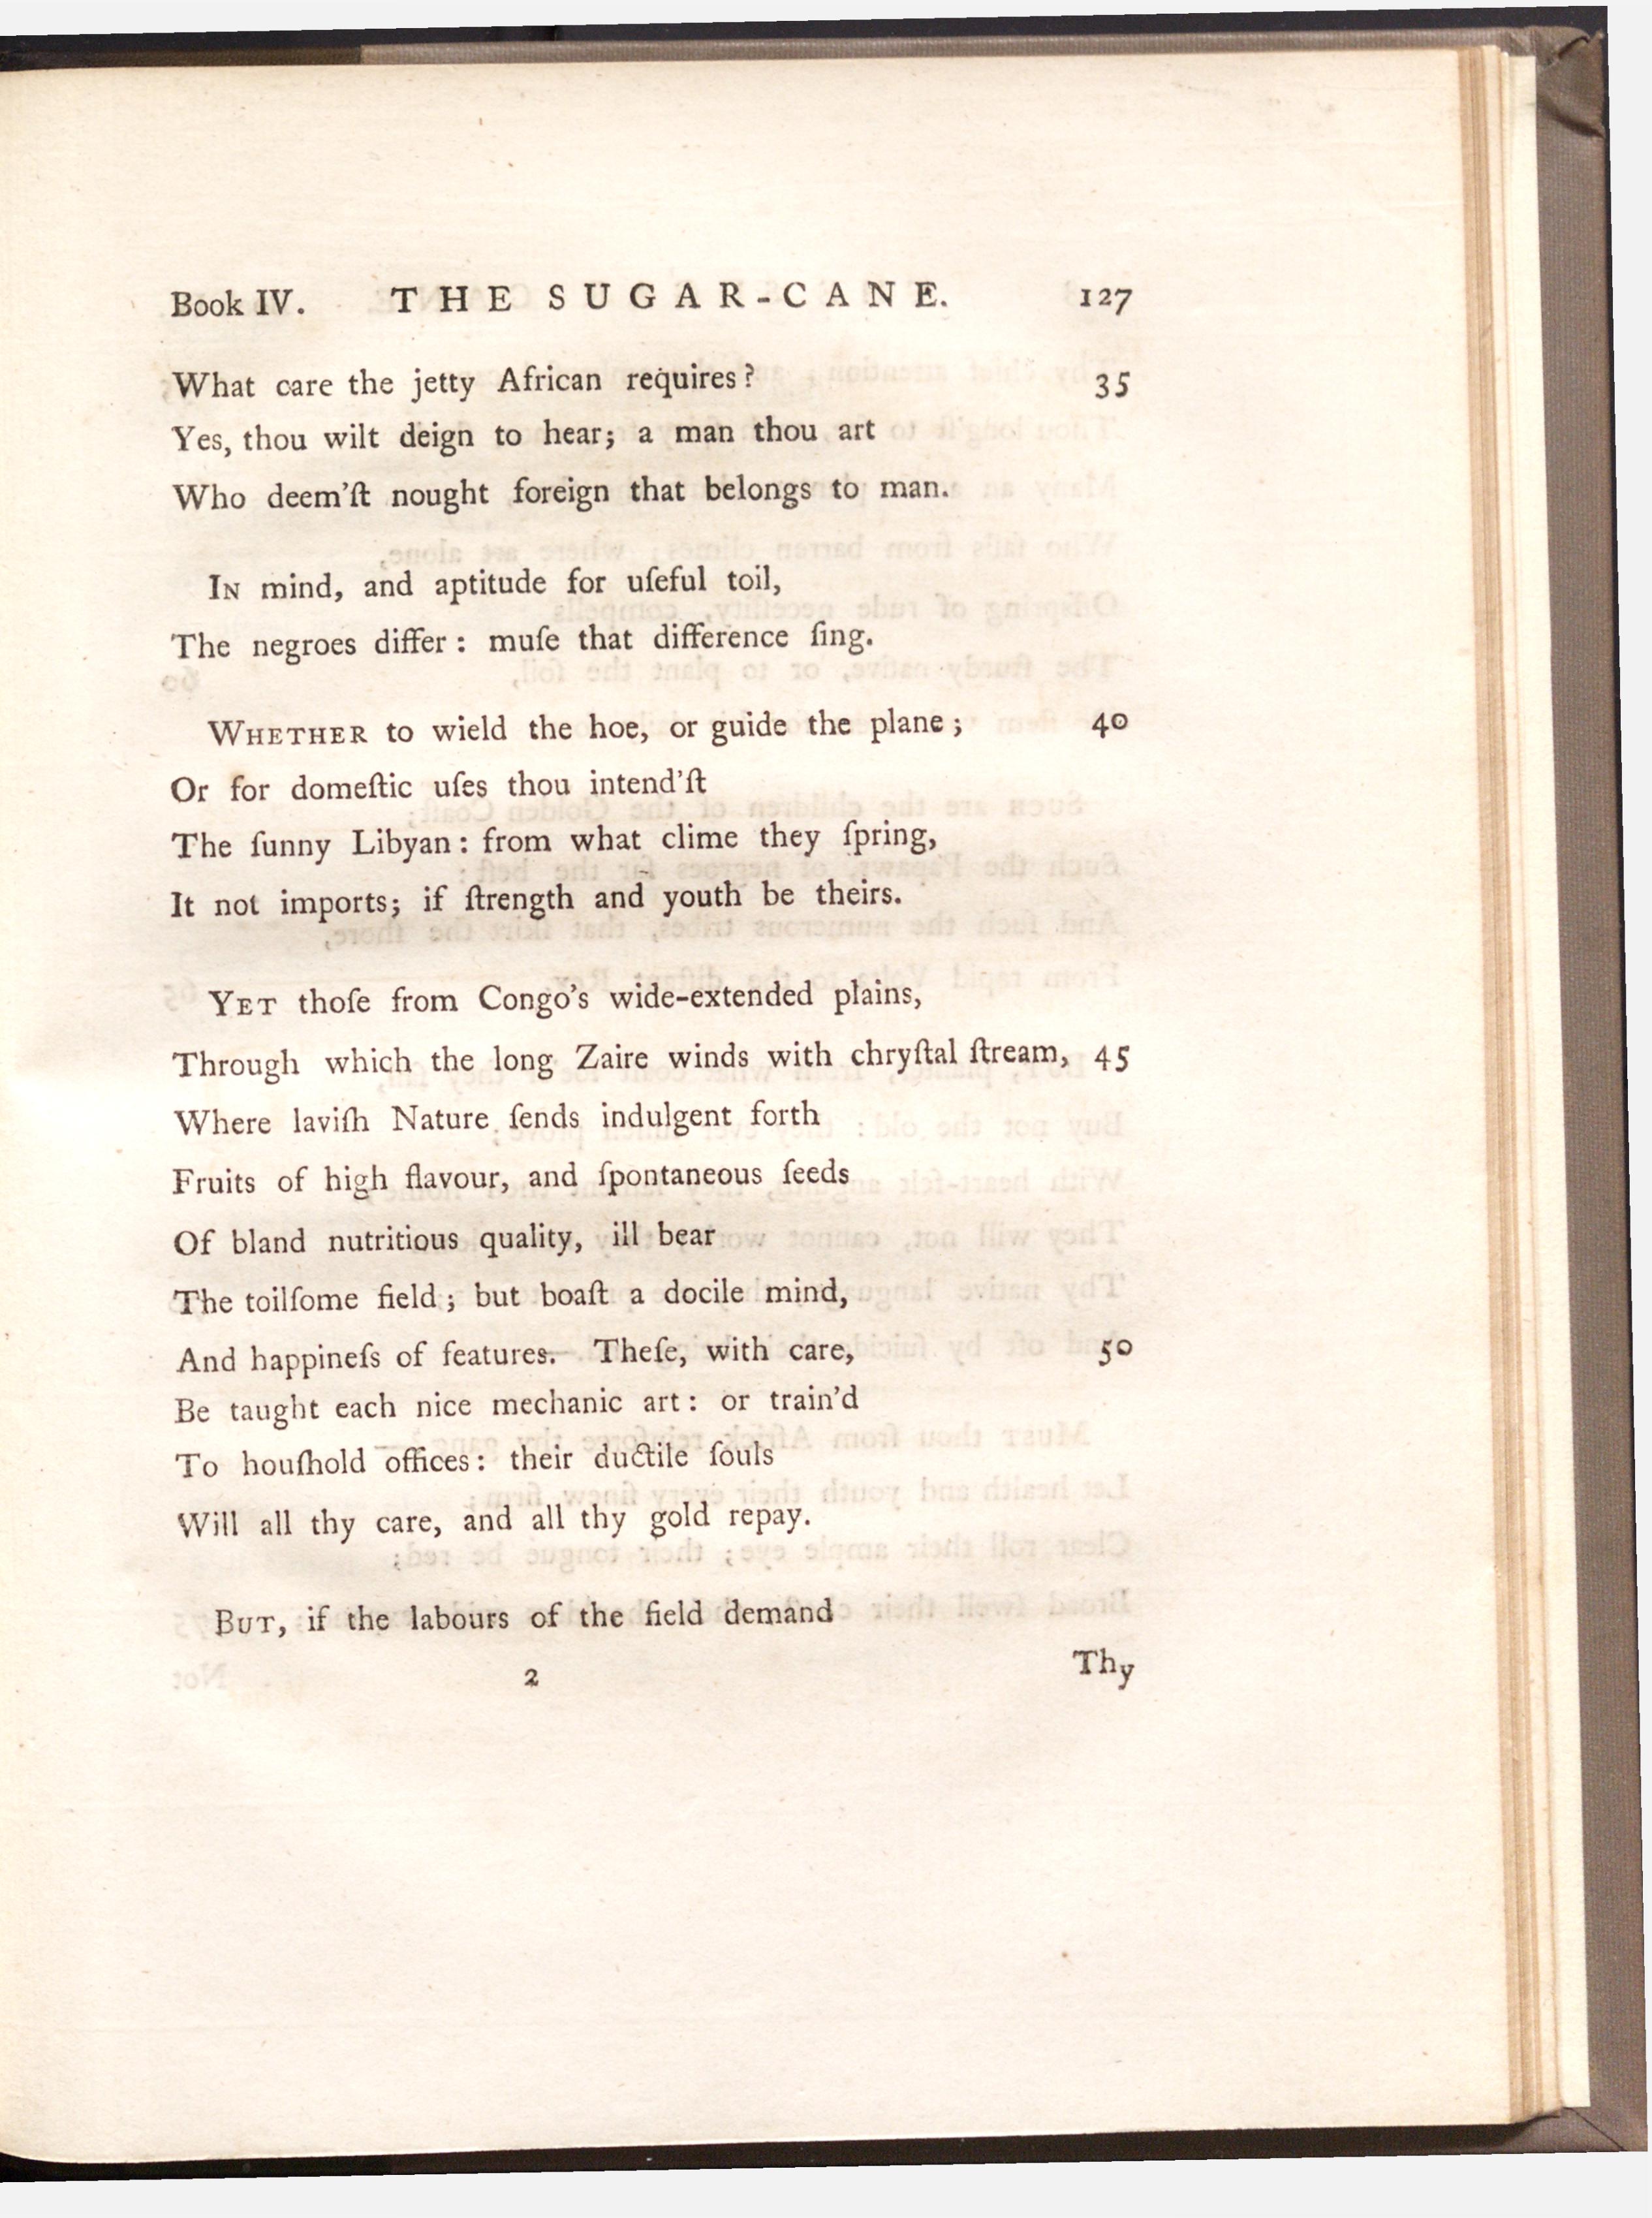 Book IV. THE SUGAR-CANE. 127
What care the jetty African requires? 35
Yes, thou wilt deign to hear; a man thou art
Who deem'ſt nought foreign that belongs to man.
IN mind, and aptitude for uſeful toil,
The negroes differ: muſe that difference ſing.
WHETHER to wield the hoe, or guide the plane; 40
Or for domeſtic uſes thou intend'ſt
The ſunny Libyan: from what clime they ſpring,
It not imports; if ſtrength and youth be theirs.
YET thoſe from Congo's wide-extended plains,
Through which the long Zaire winds with chryſtal ſtream, 45
Where laviſh Nature ſends indulgent forth
Fruits of high flavour, and ſpontaneous ſeeds
Of bland nutritious quality, ill bear
The toilſome field; but boaſt a docile mind,
And happineſs of features. Theſe, with care, 50
Be taught each nice mechanic art: or train'd
To houſhold offices: their ductile ſouls
Will all thy care, and all thy gold repay.
BUT, if the labours of the field demand
2 Thy